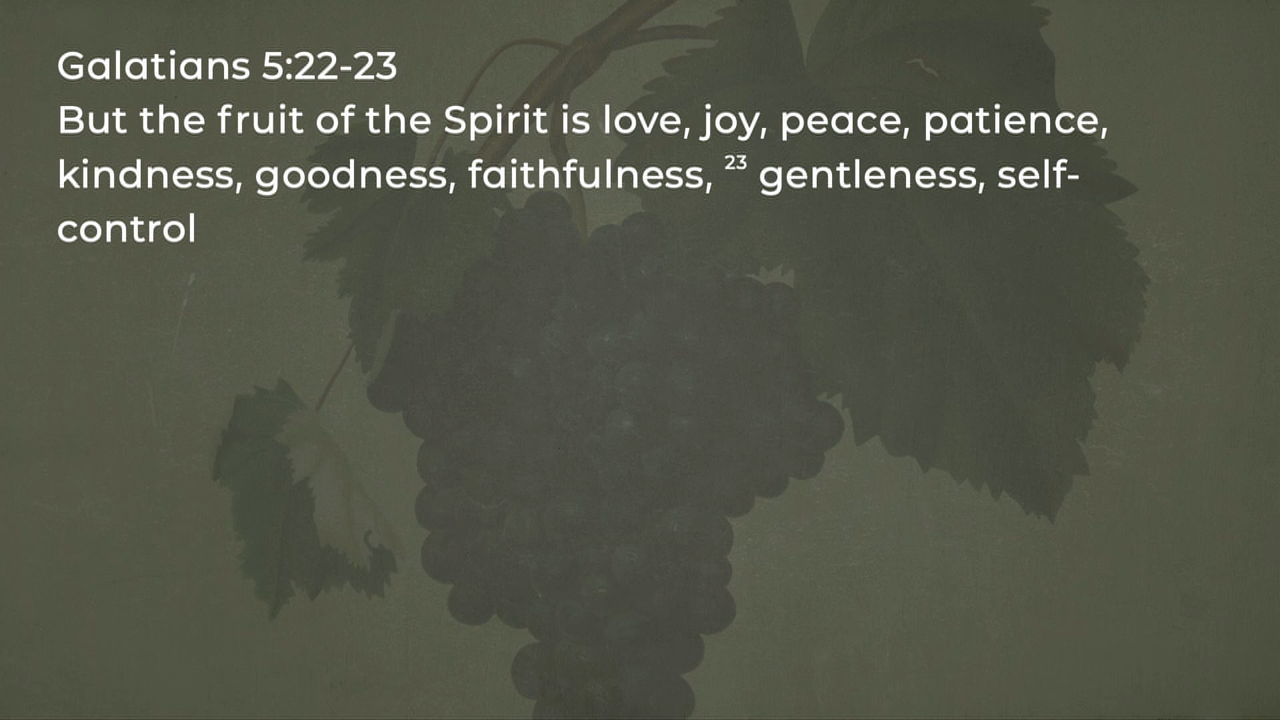 Galatians 5:22-23
But the fruit of the Spirit is love, joy, peace, patience,
kindness, goodness, faithfulness, 23 gentleness, self-
control